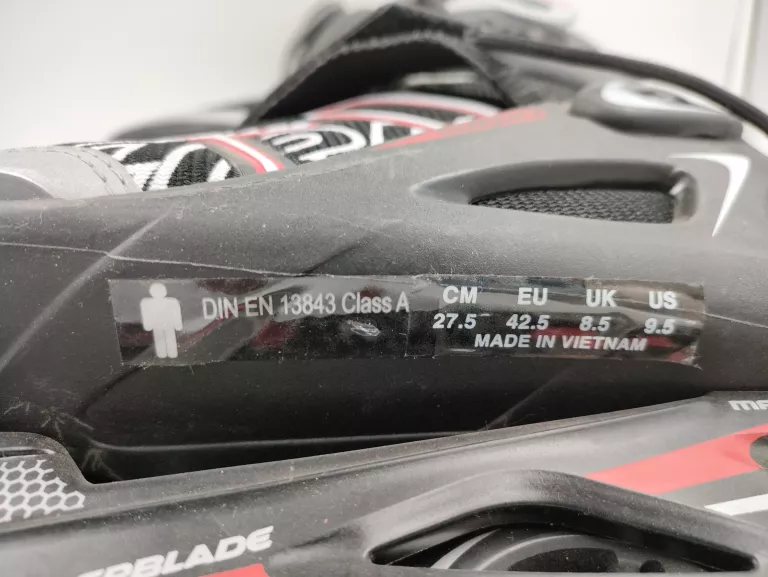 DIN EN 13843 Class A
CM EU UK US
27.5 42.5 8.5 9.5
MADE IN VIETNAM